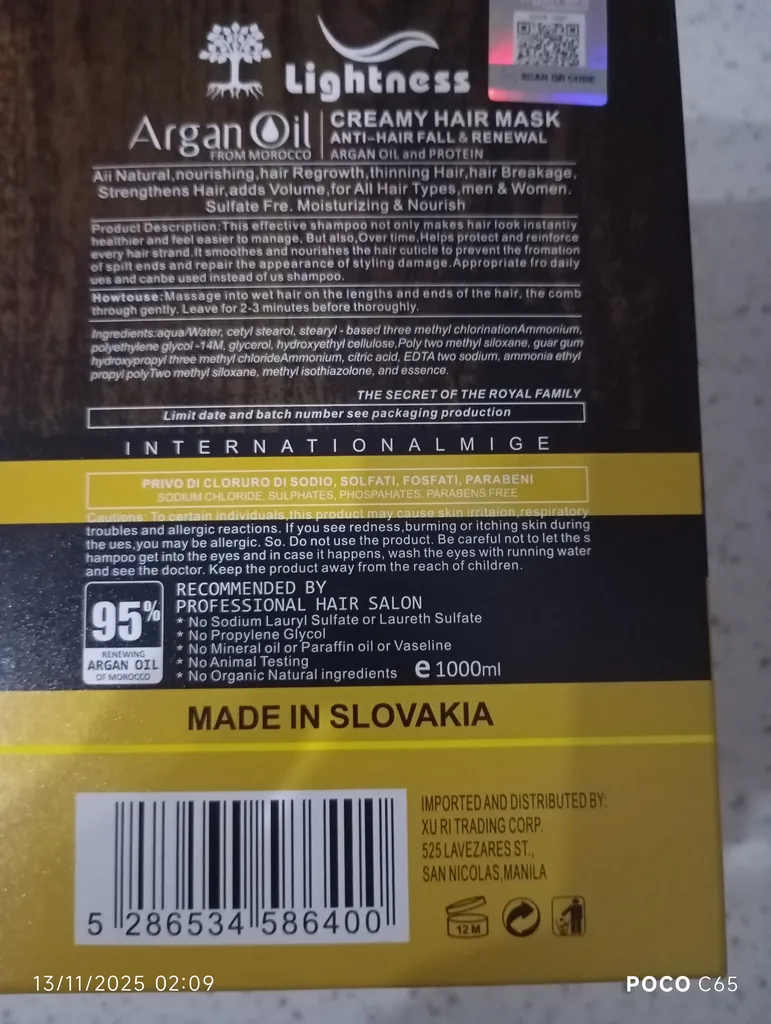 SCAN QR CODE
Lightness
Argan Oil
FROM MOROCCO
CREAMY HAIR MASK
ANTI-HAIR FALL & RENEWAL
ARGAN OIL and PROTEIN
Aii Natural,nourishing,hair Regrowth,thinning Hair,hair Breakage,
Strengthens Hair,adds Volume,for All Hair Types,men & Women.
Sulfate Fre. Moisturizing & Nourish
Product Description:This effective shampoo not only makes hair look instantly
healthier and feel easier to manage, But also,Over time,Helps protect and reinforce
every hair strand.It smoothes and nourishes the hair cuticle to prevent the fromation
of spilt ends and repair the appearance of styling damage.Appropriate fro daily
ues and canbe used instead of us shampoo.
Howtouse:Massage into wet hair on the lengths and ends of the hair, the comb
through gently. Leave for 2-3 minutes before thoroughly.
Ingredients:aqua/Water, cetyl stearol, stearyl - based three methyl chlorinationAmmonium,
polyethylene glycol -14M, glycerol, hydroxyethyl cellulose,Poly two methyl siloxane, guar gum
hydroxypropyl three methyl chlorideAmmonium, citric acid, EDTA two sodium, ammonia ethyl
propyl polyTwo methyl siloxane, methyl isothiazolone, and essence.
THE SECRET OF THE ROYAL FAMILY
Limit date and batch number see packaging production
INTERNATIONALMIGE
PRIVO DI CLORURO DI SODIO, SOLFATI, FOSFATI, PARABENI
SODIUM CHLORIDE, SULPHATES, PHOSPAHATES, PARABENS FREE
Cautions: To certain individuals,this product may cause skin irritaion,respiratory
troubles and allergic reactions. If you see redness,burming or itching skin during
the ues,you may be allergic. So. Do not use the product. Be careful not to let the s
hampoo get into the eyes and in case it happens, wash the eyes with running water
and see the doctor. Keep the product away from the reach of children.
95%
RENEWING
ARGAN OIL
OF MOROCCO
RECOMMENDED BY
PROFESSIONAL HAIR SALON
* No Sodium Lauryl Sulfate or Laureth Sulfate
* No Propylene Glycol
* No Mineral oil or Paraffin oil or Vaseline
* No Animal Testing
* No Organic Natural ingredients
e 1000ml
MADE IN SLOVAKIA
IMPORTED AND DISTRIBUTED BY:
XU RI TRADING CORP.
525 LAVEZARES ST.,
SAN NICOLAS,MANILA
12 M
5 286534 586400
13/11/2025 02:09
POCO C65